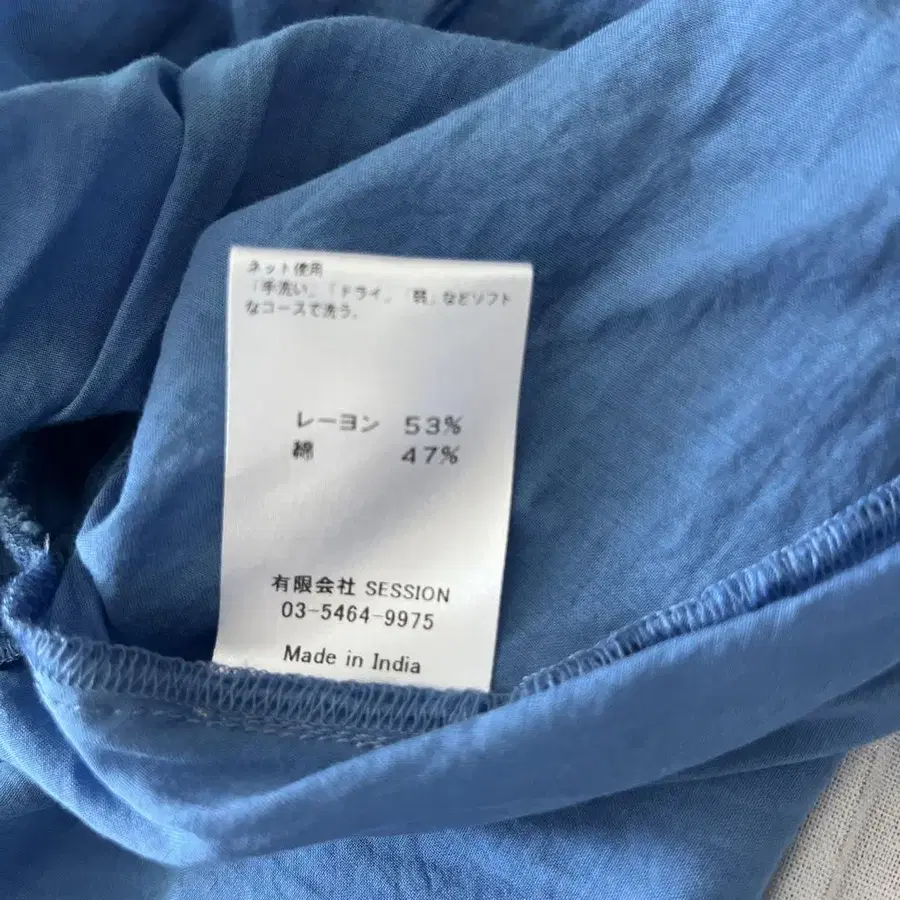 ネット使用
「手洗い」「ドライ」「弱」などソフト
なコースで洗う。
レーヨン 53%
綿 47%
有限会社 SESSION
03-5464-9975
Made in India